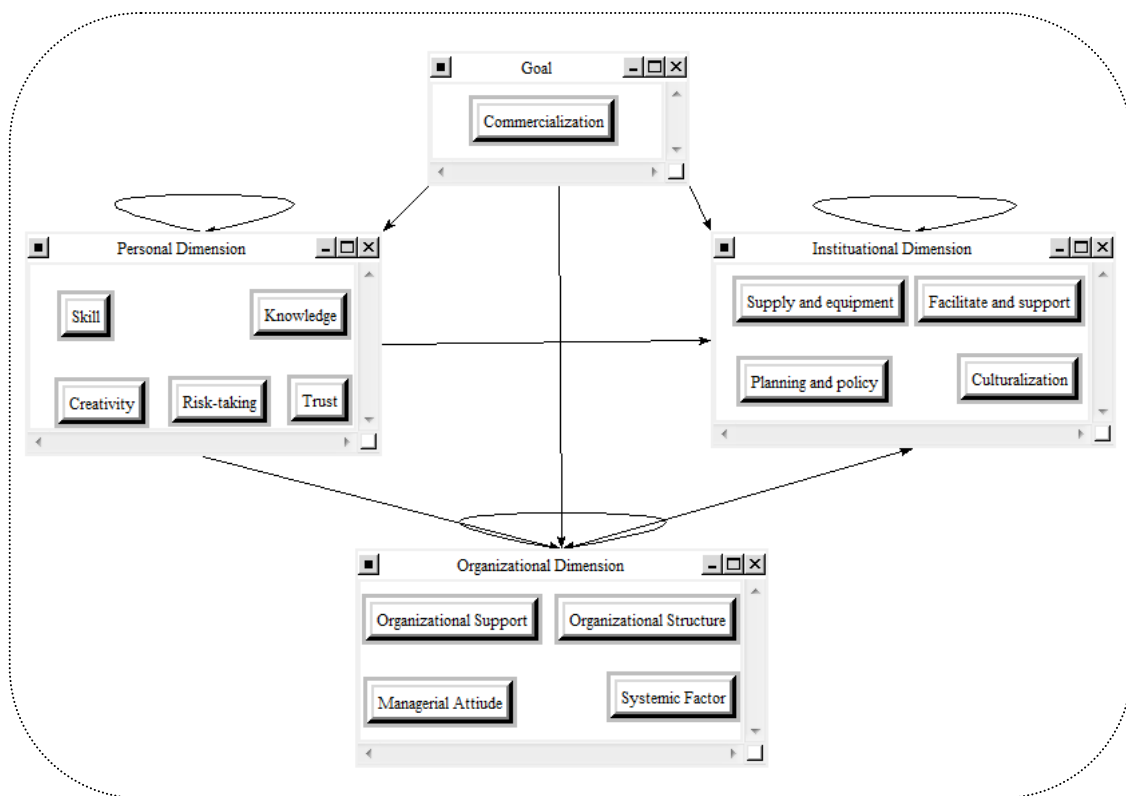 Goal
Commercialization
Personal Dimension
Skill
Knowledge
Creativity
Risk-taking
Trust
Instituational Dimension
Supply and equipment
Facilitate and support
Planning and policy
Culturalization
Organizational Dimension
Organizational Support
Organizational Structure
Managerial Attiude
Systemic Factor